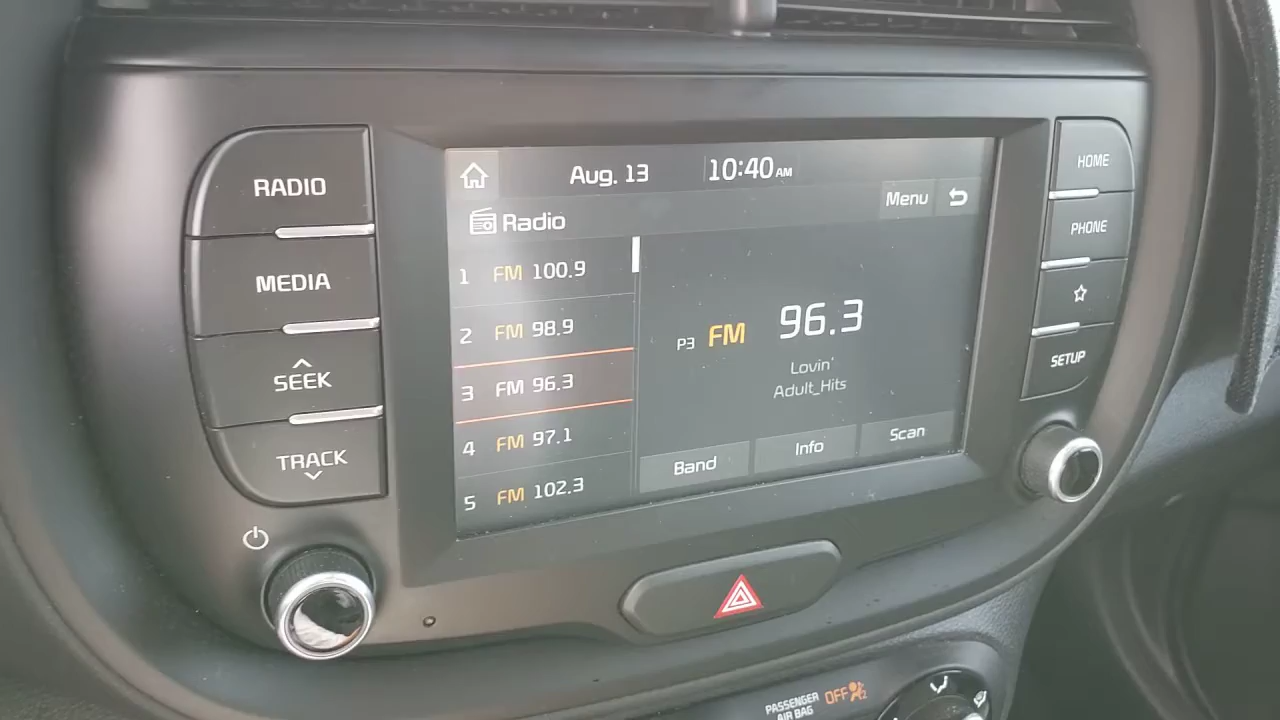 RADIO
MEDIA
SEEK
TRACK
Aug. 13 10:40 AM
Radio
Menu
1 FM 100.9
2 FM 98.9
3 FM 96.3
4 FM 97.1
5 FM 102.3
P3 FM 96.3
Lovin'
Adult_Hits
Band Info Scan
HOME
PHONE
SETUP
PASSENGER
AIR BAG
OFF